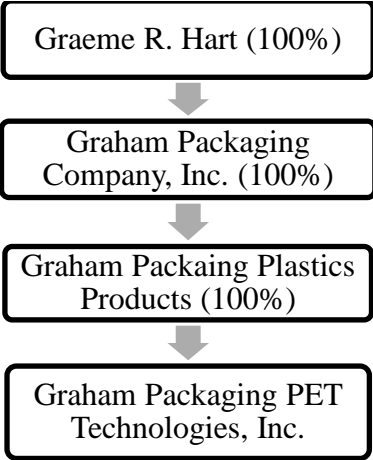 Graeme R. Hart (100%)
Graham Packaging
Company, Inc. (100%)
Graham Packaing Plastics
Products (100%)
Graham Packaging PET
Technologies, Inc.